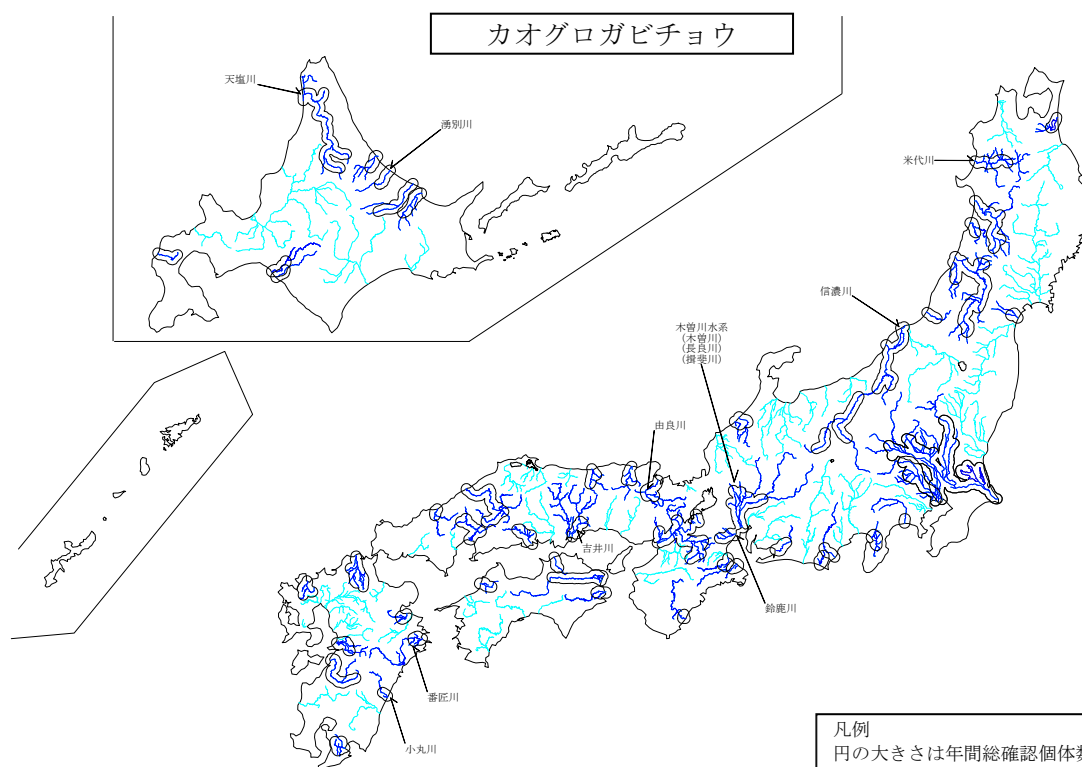 カオグロガビチョウ
天塩川
湧別川
米代川
信濃川
木曽川水系
(木曽川)
(長良川)
(揖斐川)
由良川
吉井川
鈴鹿川
番匠川
小丸川
凡例
円の大きさは年間総確認個体数